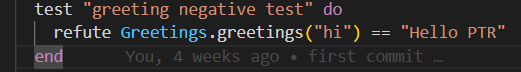 test "greeting negative test" do
refute Greetings.greetings("hi") == "Hello PTR"
end You, 4 weeks ago • first commit …